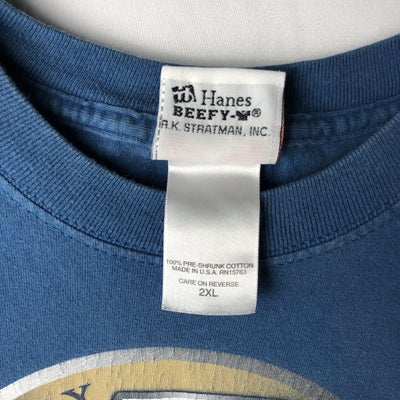 Hanes
BEEFY-T®
R.K. STRATMAN, INC.
100% PRE-SHRUNK COTTON
MADE IN U.S.A. RN15763
CARE ON REVERSE
2XL
Y